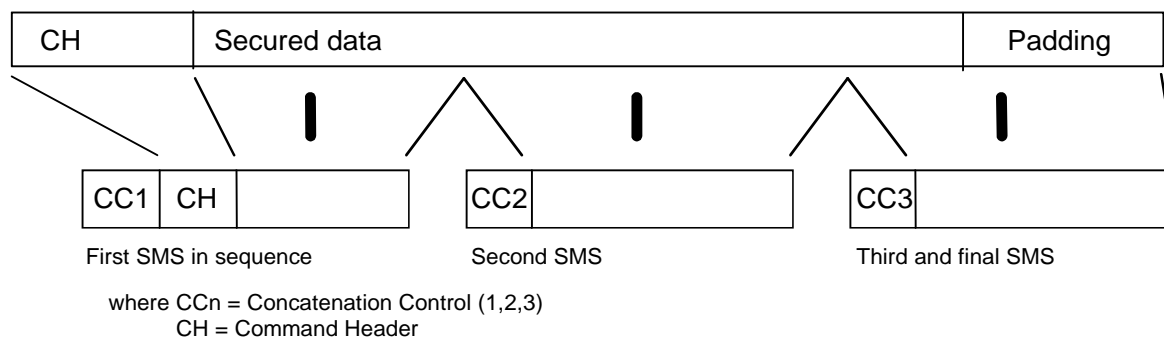 CH Secured data Padding
CC1 CH CC2 CC3
First SMS in sequence Second SMS Third and final SMS
where CCn = Concatenation Control (1,2,3)
CH = Command Header